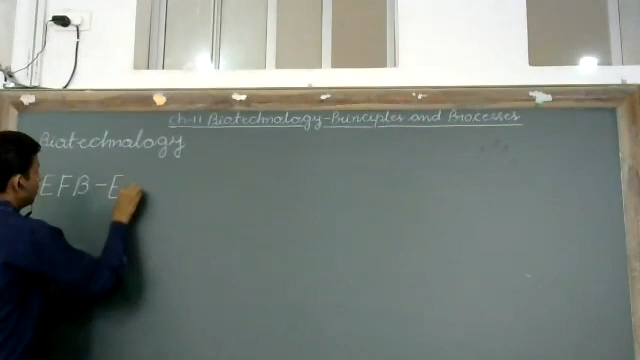 Ch-11 Biotechnology-Principles and Processes
Biotechnology
EFB - E